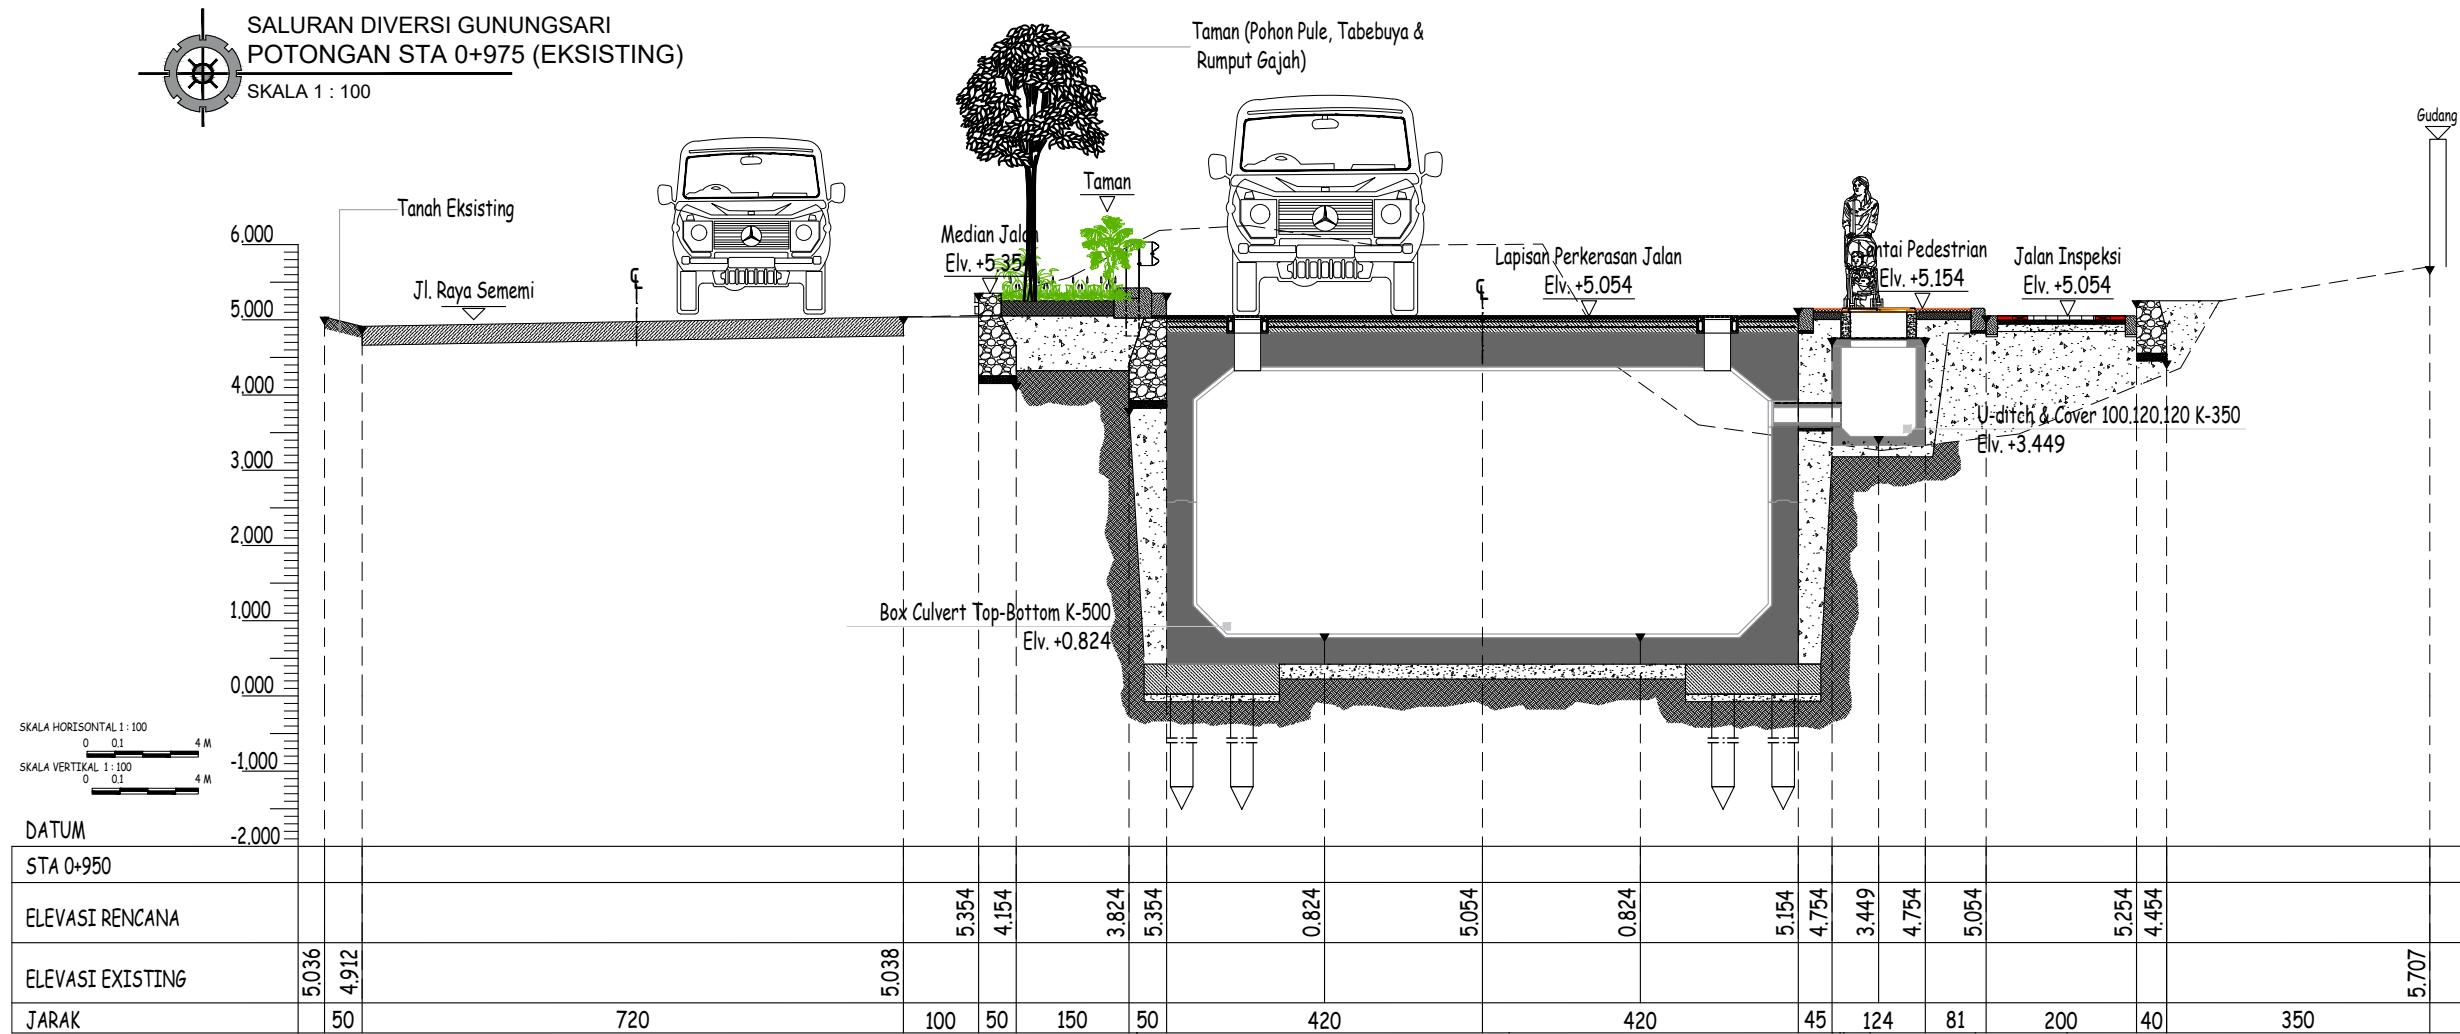 SALURAN DIVERSI GUNUNGSARI
POTONGAN STA 0+975 (EKSISTING)
SKALA 1 : 100
Taman (Pohon Pule, Tabebuya &
Rumput Gajah)
Gudang
Taman
Tanah Eksisting
Median Jalan
Elv. +5.354
Jl. Raya Sememi
Lapisan Perkerasan Jalan
Elv. +5.054
antai Pedestrian
Elv. +5.154
Jalan Inspeksi
Elv. +5.054
U-ditch & Cover 100.120.120 K-350
Elv. +3.449
Box Culvert Top-Bottom K-500
Elv. +0.824
6.000
5.000
4.000
3.000
2.000
1.000
0.000
-1.000
-2.000
SKALA HORISONTAL 1 : 100
0 0.1 4 M
SKALA VERTIKAL 1 : 100
0 0.1 4 M
DATUM
STA 0+950
ELEVASI RENCANA 5.354 4.154 3.824 5.354 0.824 5.054 0.824 5.154 4.754 3.449 4.754 5.054 5.254 4.454
ELEVASI EXISTING 5.036 4.912 5.038 5.707
JARAK 50 720 100 50 150 50 420 420 45 124 81 200 40 350